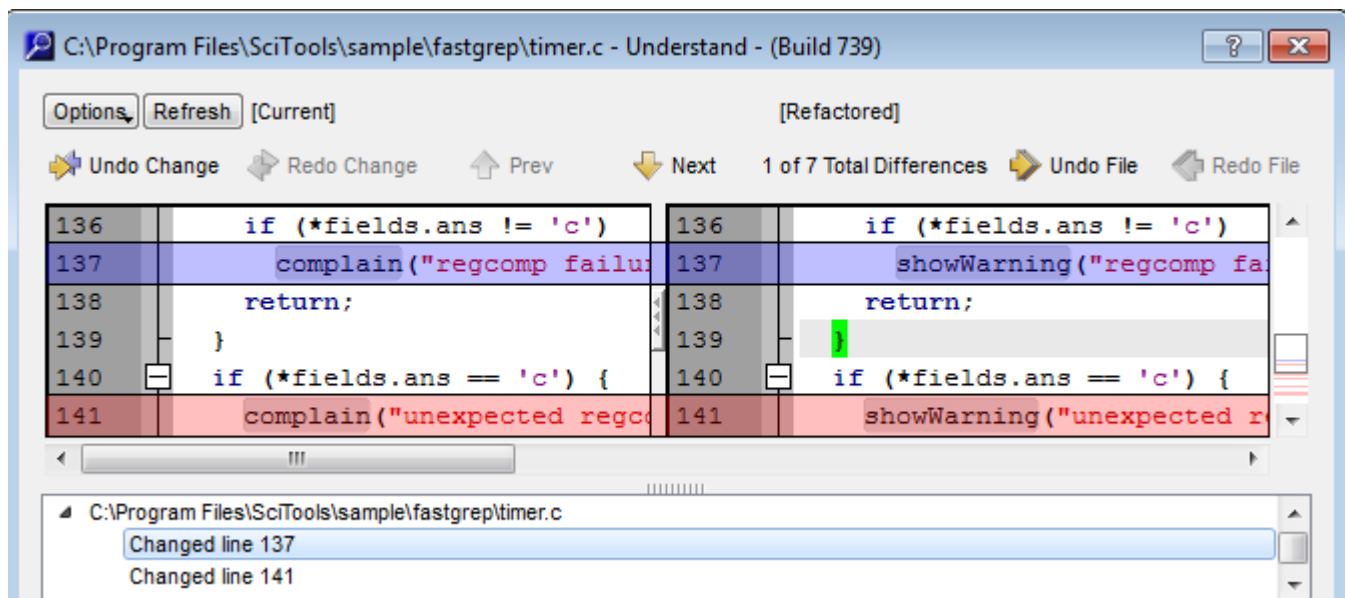 C:\Program Files\SciTools\sample\fastgrep\timer.c - Understand - (Build 739)
Options Refresh [Current] [Refactored]
Undo Change Redo Change Prev Next 1 of 7 Total Differences Undo File Redo File
136 if (*fields.ans != 'c') 136 if (*fields.ans != 'c')
137 complain("regcomp failur 137 showWarning("regcomp fai
138 return; 138 return;
139 } 139 }
140 if (*fields.ans == 'c') { 140 if (*fields.ans == 'c') {
141 complain("unexpected regco 141 showWarning("unexpected re
C:\Program Files\SciTools\sample\fastgrep\timer.c
Changed line 137
Changed line 141